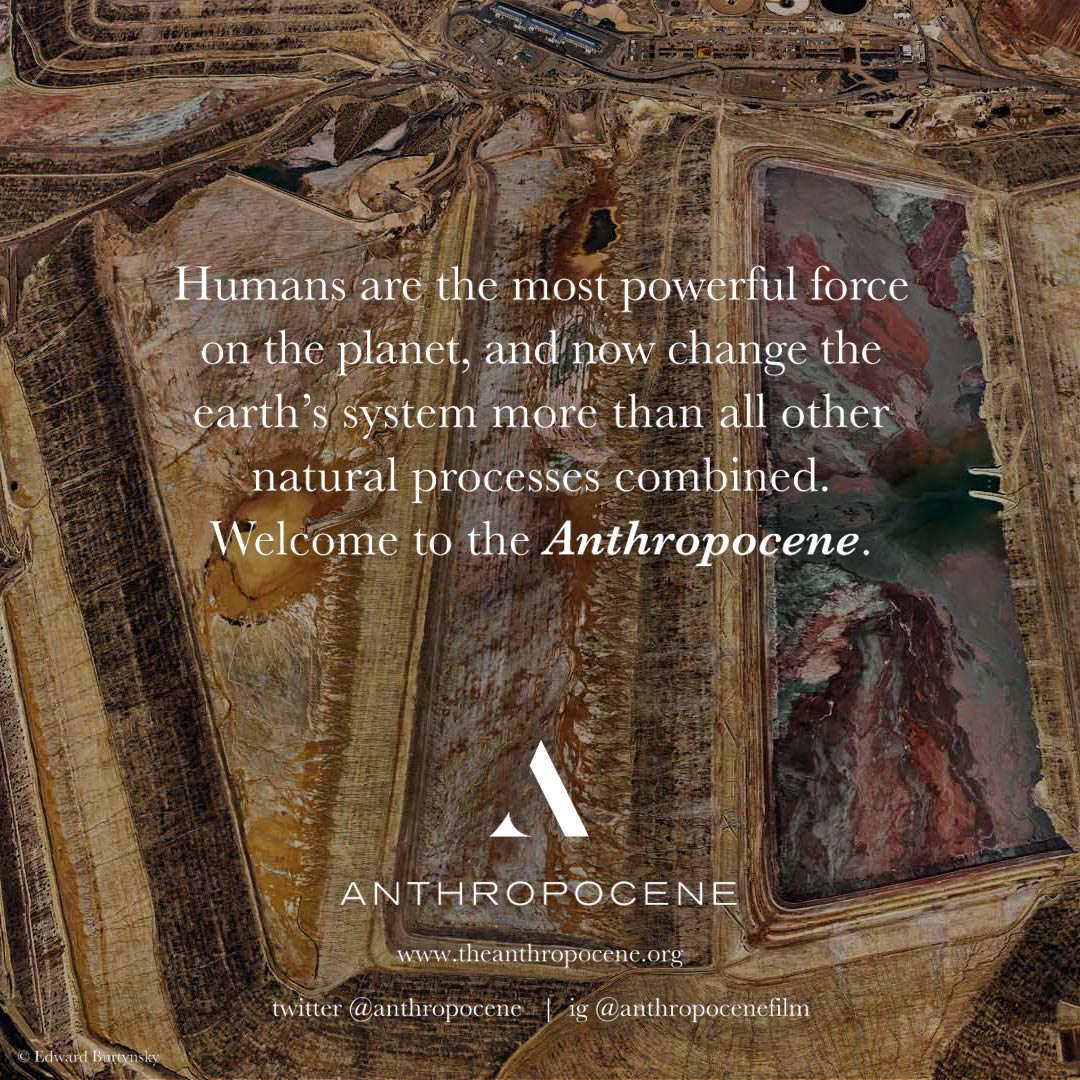 Humans are the most powerful force
on the planet, and now change the
earth’s system more than all other
natural processes combined.
Welcome to the Anthropocene.
ANTHROPOCENE
www.theanthropocene.org
twitter @anthropocene | ig @anthropocenefilm
© Edward Burtynsky